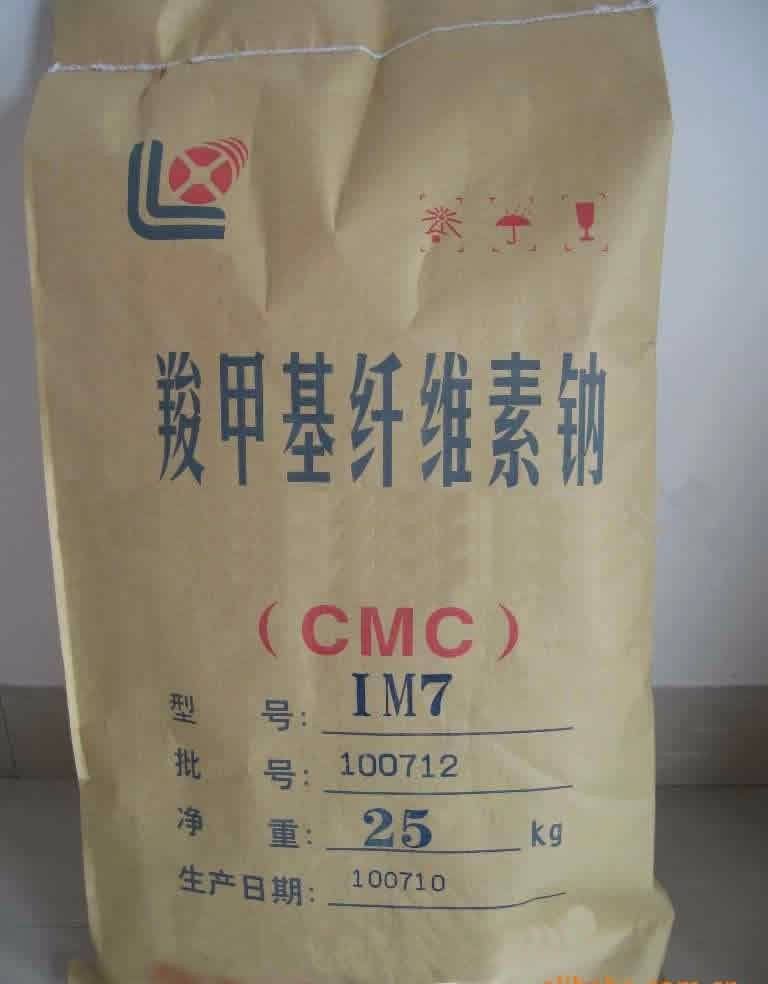 羧甲基纤维素钠
（CMC）
型 号： IM7
批 号： 100712
净 重： 25 kg
生产日期： 100710